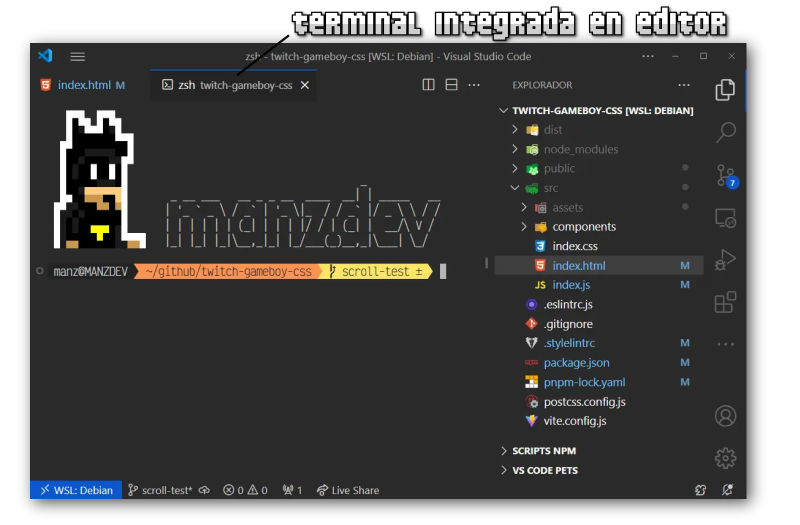 terminal integrada en editor
zsh - twitch-gameboy-css [WSL: Debian] - Visual Studio Code
index.html M
zsh twitch-gameboy-css
EXPLORADOR
TWITCH-GAMEBOY-CSS [WSL: DEBIAN]
dist
node_modules
public
src
assets
components
index.css
index.html M
JS index.js M
.eslintrc.js
.gitignore
.stylelintrc M
package.json M
pnpm-lock.yaml M
postcss.config.js
vite.config.js
SCRIPTS NPM
VS CODE PETS
7
manz.dev
manz@MANZDEV ~/github/twitch-gameboy-css scroll-test ±
WSL: Debian scroll-test* 0 0 1 Live Share